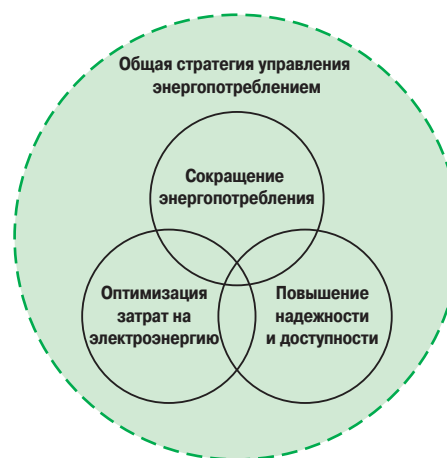 Общая стратегия управления
энергопотреблением
Сокращение
энергопотребления
Оптимизация
затрат на
электроэнергию
Повышение
надежности
и доступности